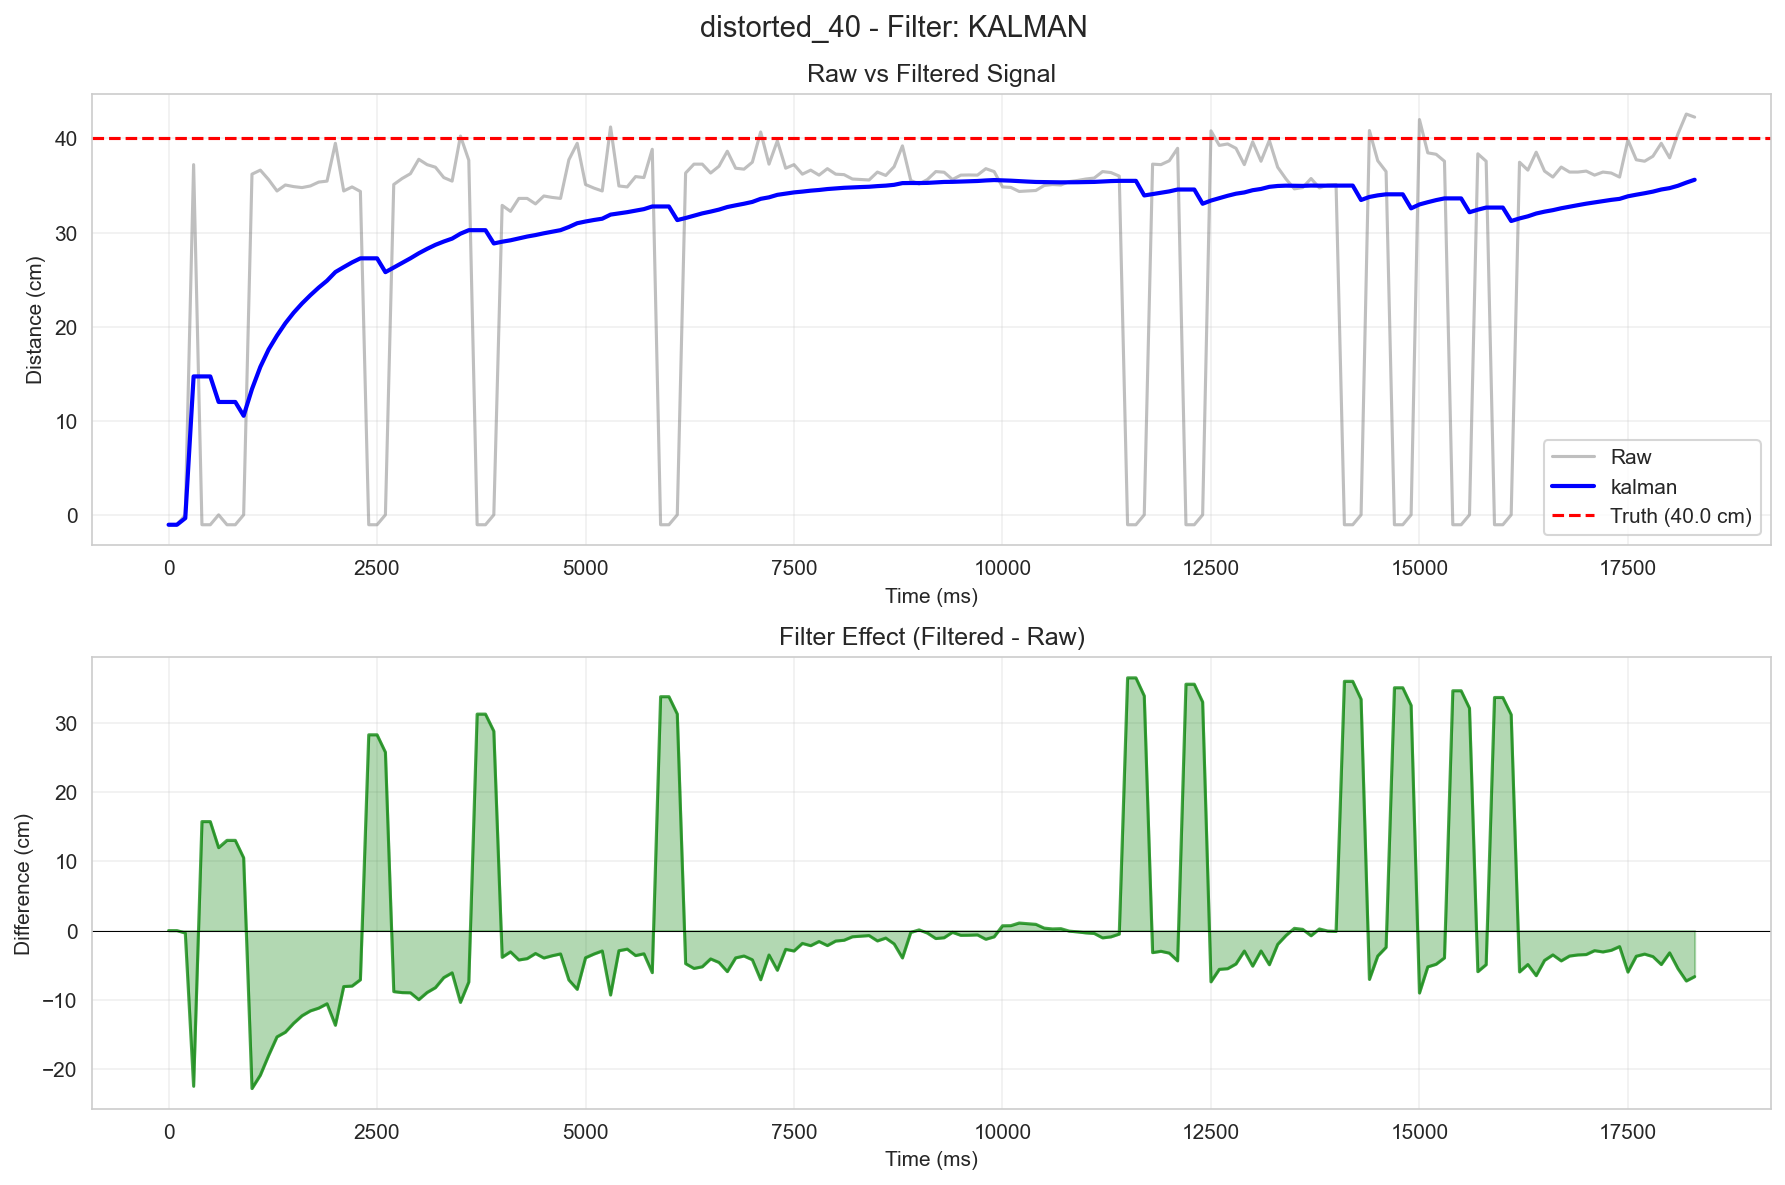 distorted_40 - Filter: KALMAN
Raw vs Filtered Signal
Distance (cm)
40
30
20
10
0
0 2500 5000 7500 10000 12500 15000 17500
Time (ms)
Raw
kalman
Truth (40.0 cm)
Filter Effect (Filtered - Raw)
Difference (cm)
30
20
10
0
−10
−20
0 2500 5000 7500 10000 12500 15000 17500
Time (ms)